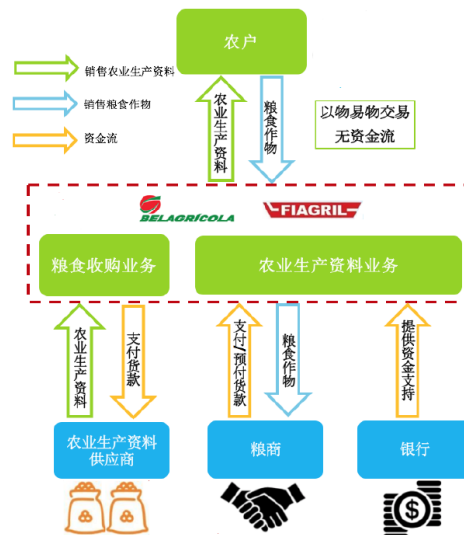 农户
销售农业生产资料
销售粮食作物
资金流
农业生产资料
粮食作物
以物易物交易
无资金流
BELAGRÍCOLA
FIAGRIL
粮食收购业务
农业生产资料业务
农业生产资料
支付货款
支付/预付货款
粮食作物
提供资金支持
农业生产资料
供应商
粮商
银行
$